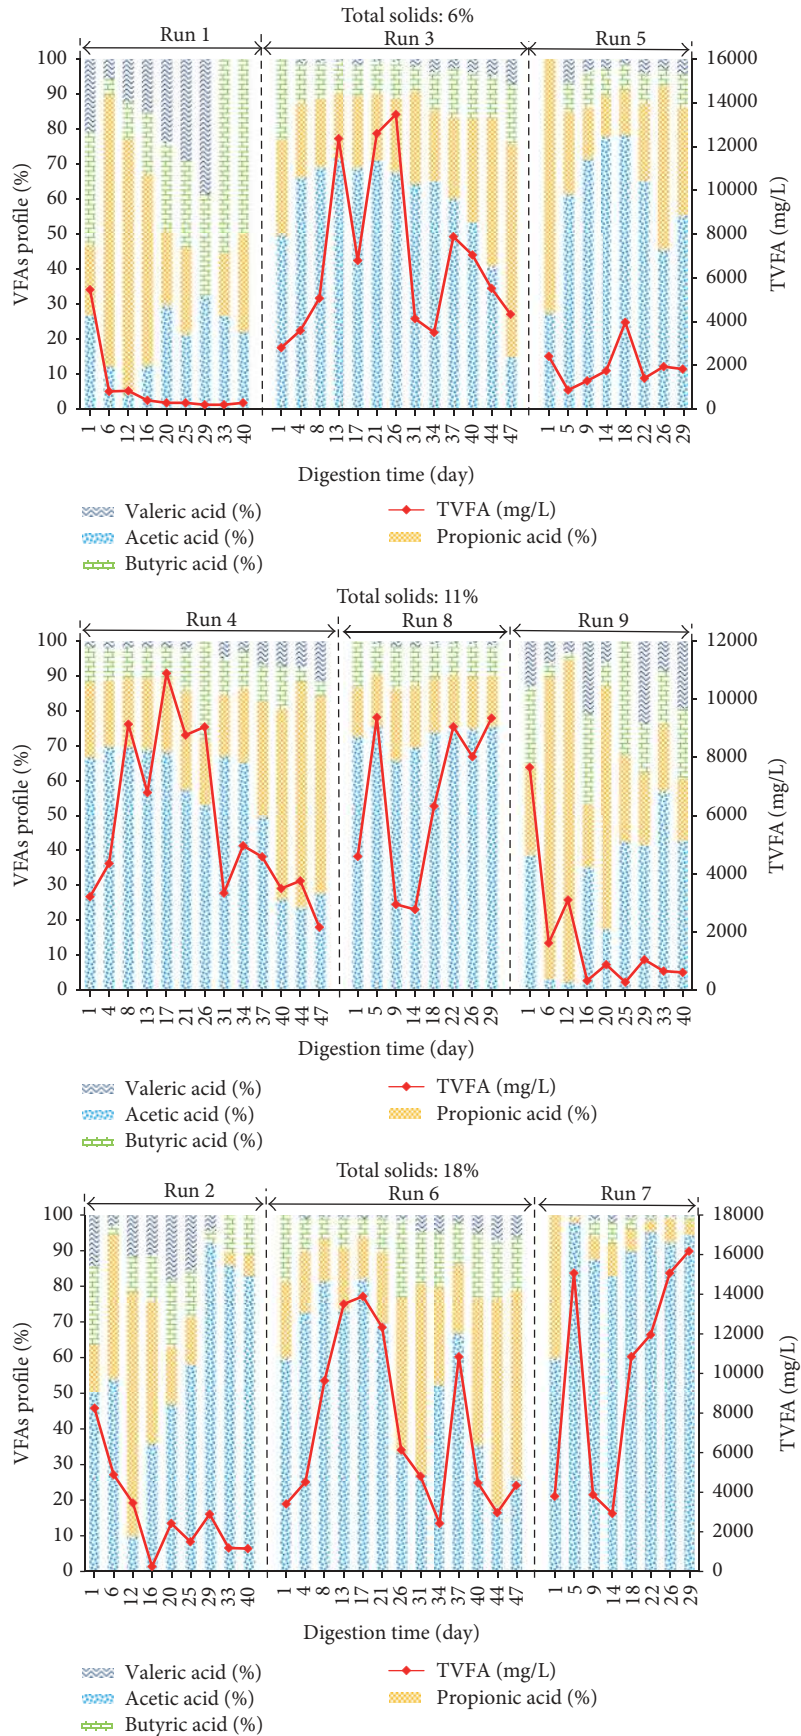 Total solids: 6%
Run 1 Run 3 Run 5
100 90 80 70 60 50 40 30 20 10 0
VFAs profile (%)
16000 14000 12000 10000 8000 6000 4000 2000 0
TVFA (mg/L)
1 6 12 16 20 25 29 33 40 1 4 8 13 17 21 26 31 34 37 40 44 47 1 5 9 14 18 22 26 29
Digestion time (day)
Valeric acid (%) TVFA (mg/L)
Acetic acid (%) Propionic acid (%)
Butyric acid (%)
Total solids: 11%
Run 4 Run 8 Run 9
100 90 80 70 60 50 40 30 20 10 0
VFAs profile (%)
12000 10000 8000 6000 4000 2000 0
TVFA (mg/L)
1 4 8 13 17 21 26 31 34 37 40 44 47 1 5 9 14 18 22 26 29 1 6 12 16 20 25 29 33 40
Digestion time (day)
Valeric acid (%) TVFA (mg/L)
Acetic acid (%) Propionic acid (%)
Butyric acid (%)
Total solids: 18%
Run 2 Run 6 Run 7
100 90 80 70 60 50 40 30 20 10 0
VFAs profile (%)
18000 16000 14000 12000 10000 8000 6000 4000 2000 0
TVFA (mg/L)
1 6 12 16 20 25 29 33 40 1 4 8 13 17 21 26 31 34 37 40 44 47 1 5 9 14 18 22 26 29
Digestion time (day)
Valeric acid (%) TVFA (mg/L)
Acetic acid (%) Propionic acid (%)
Butyric acid (%)